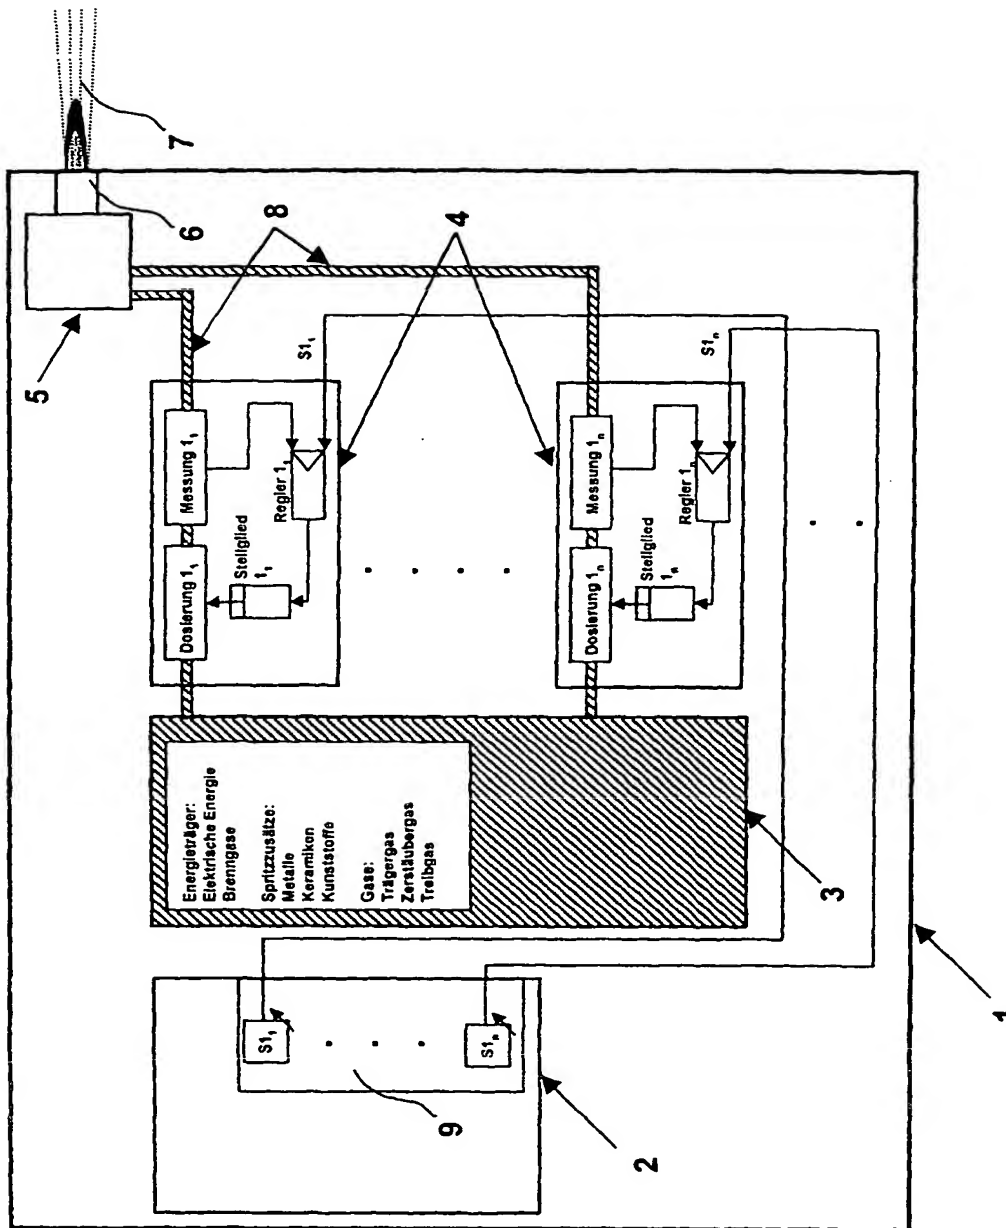 S1₁
S1ₙ
9
2
Energieträger:
Elektrische Energie
Brenngase
Spritzzusätze:
Metalle
Keramiken
Kunststoffe
Gase:
Trägergas
Zerstäubergas
Treibgas
3
Dosierung 1₁
Messung 1₁
Stellglied
1₁
Regler 1₁
S1₁
4
Dosierung 1ₙ
Messung 1ₙ
Stellglied
1ₙ
Regler 1ₙ
S1ₙ
5
6
7
8
1